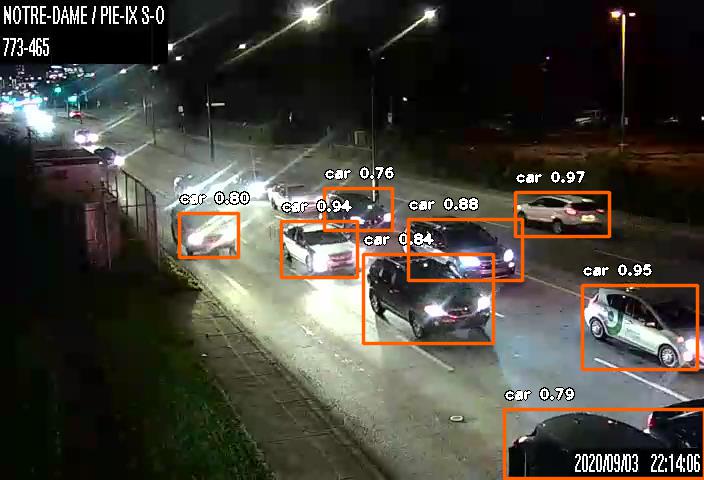 NOTRE-DAME / PIE-IX S-O
773-465
car 0.76
car 0.97
car 0.80
car 0.94
car 0.88
car 0.84
car 0.95
car 0.79
2020/09/03 22:14:06